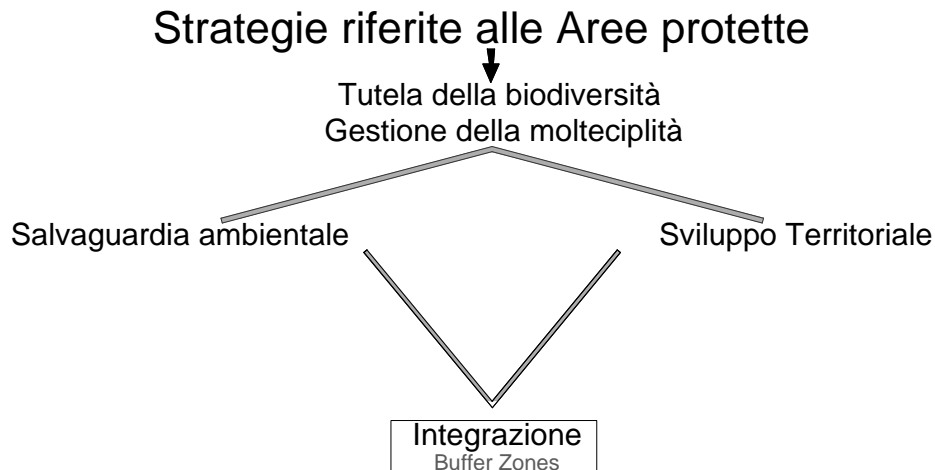 Strategie riferite alle Aree protette
Tutela della biodiversità
Gestione della molteciplità
Salvaguardia ambientale
Sviluppo Territoriale
Integrazione
Buffer Zones